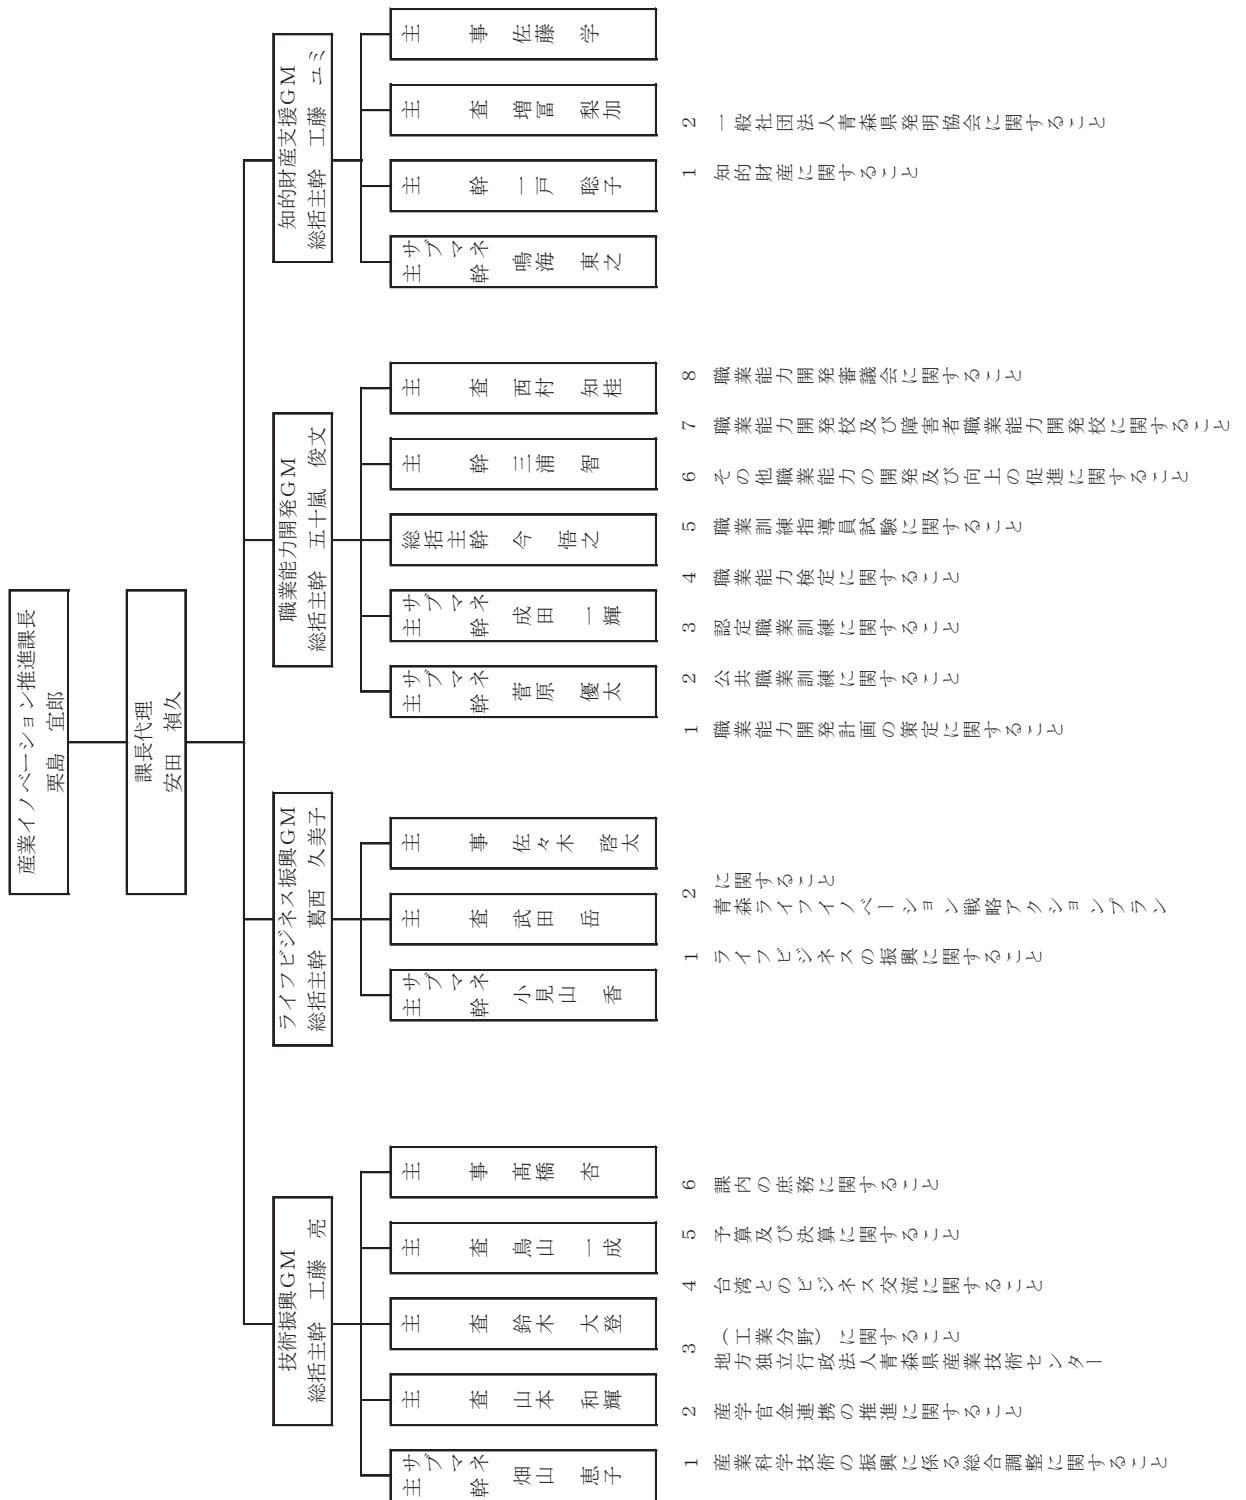 産業イノベーション推進課長
栗島　宜郎
課長代理
安田　禎久
技術振興GM
総括主幹　工藤　亮
サブマネ
主幹　畑山　恵子
主査　山本　和輝
主査　鈴木　大登
主査　鳥山　一成
主事　髙橋　杏
1　産業科学技術の振興に係る総合調整に関すること
2　産学官金連携の推進に関すること
3　地方独立行政法人青森県産業技術センター
（工業分野）に関すること
4　台湾とのビジネス交流に関すること
5　予算及び決算に関すること
6　課内の庶務に関すること
ライフビジネス振興GM
総括主幹　葛西　久美子
サブマネ
主幹　小見山　香
主査　武田　岳
主事　佐々木　啓太
1　ライフビジネスの振興に関すること
2　青森ライフイノベーション戦略アクションプラン
に関すること
職業能力開発GM
総括主幹　五十嵐　俊文
サブマネ
主幹　菅原　優太
サブマネ
主幹　成田　一輝
総括主幹　今　悟之
主幹　三浦　智
主査　西村　知桂
1　職業能力開発計画の策定に関すること
2　公共職業訓練に関すること
3　認定職業訓練に関すること
4　職業能力検定に関すること
5　職業訓練指導員試験に関すること
6　その他職業能力の開発及び向上の促進に関すること
7　職業能力開発校及び障害者職業能力開発校に関すること
8　職業能力開発審議会に関すること
知的財産支援GM
総括主幹　工藤　ユミ
サブマネ
主幹　鳴海　東之
主幹　一戸　聡子
主査　増冨　梨加
主事　佐藤　学
1　知的財産に関すること
2　一般社団法人青森県発明協会に関すること